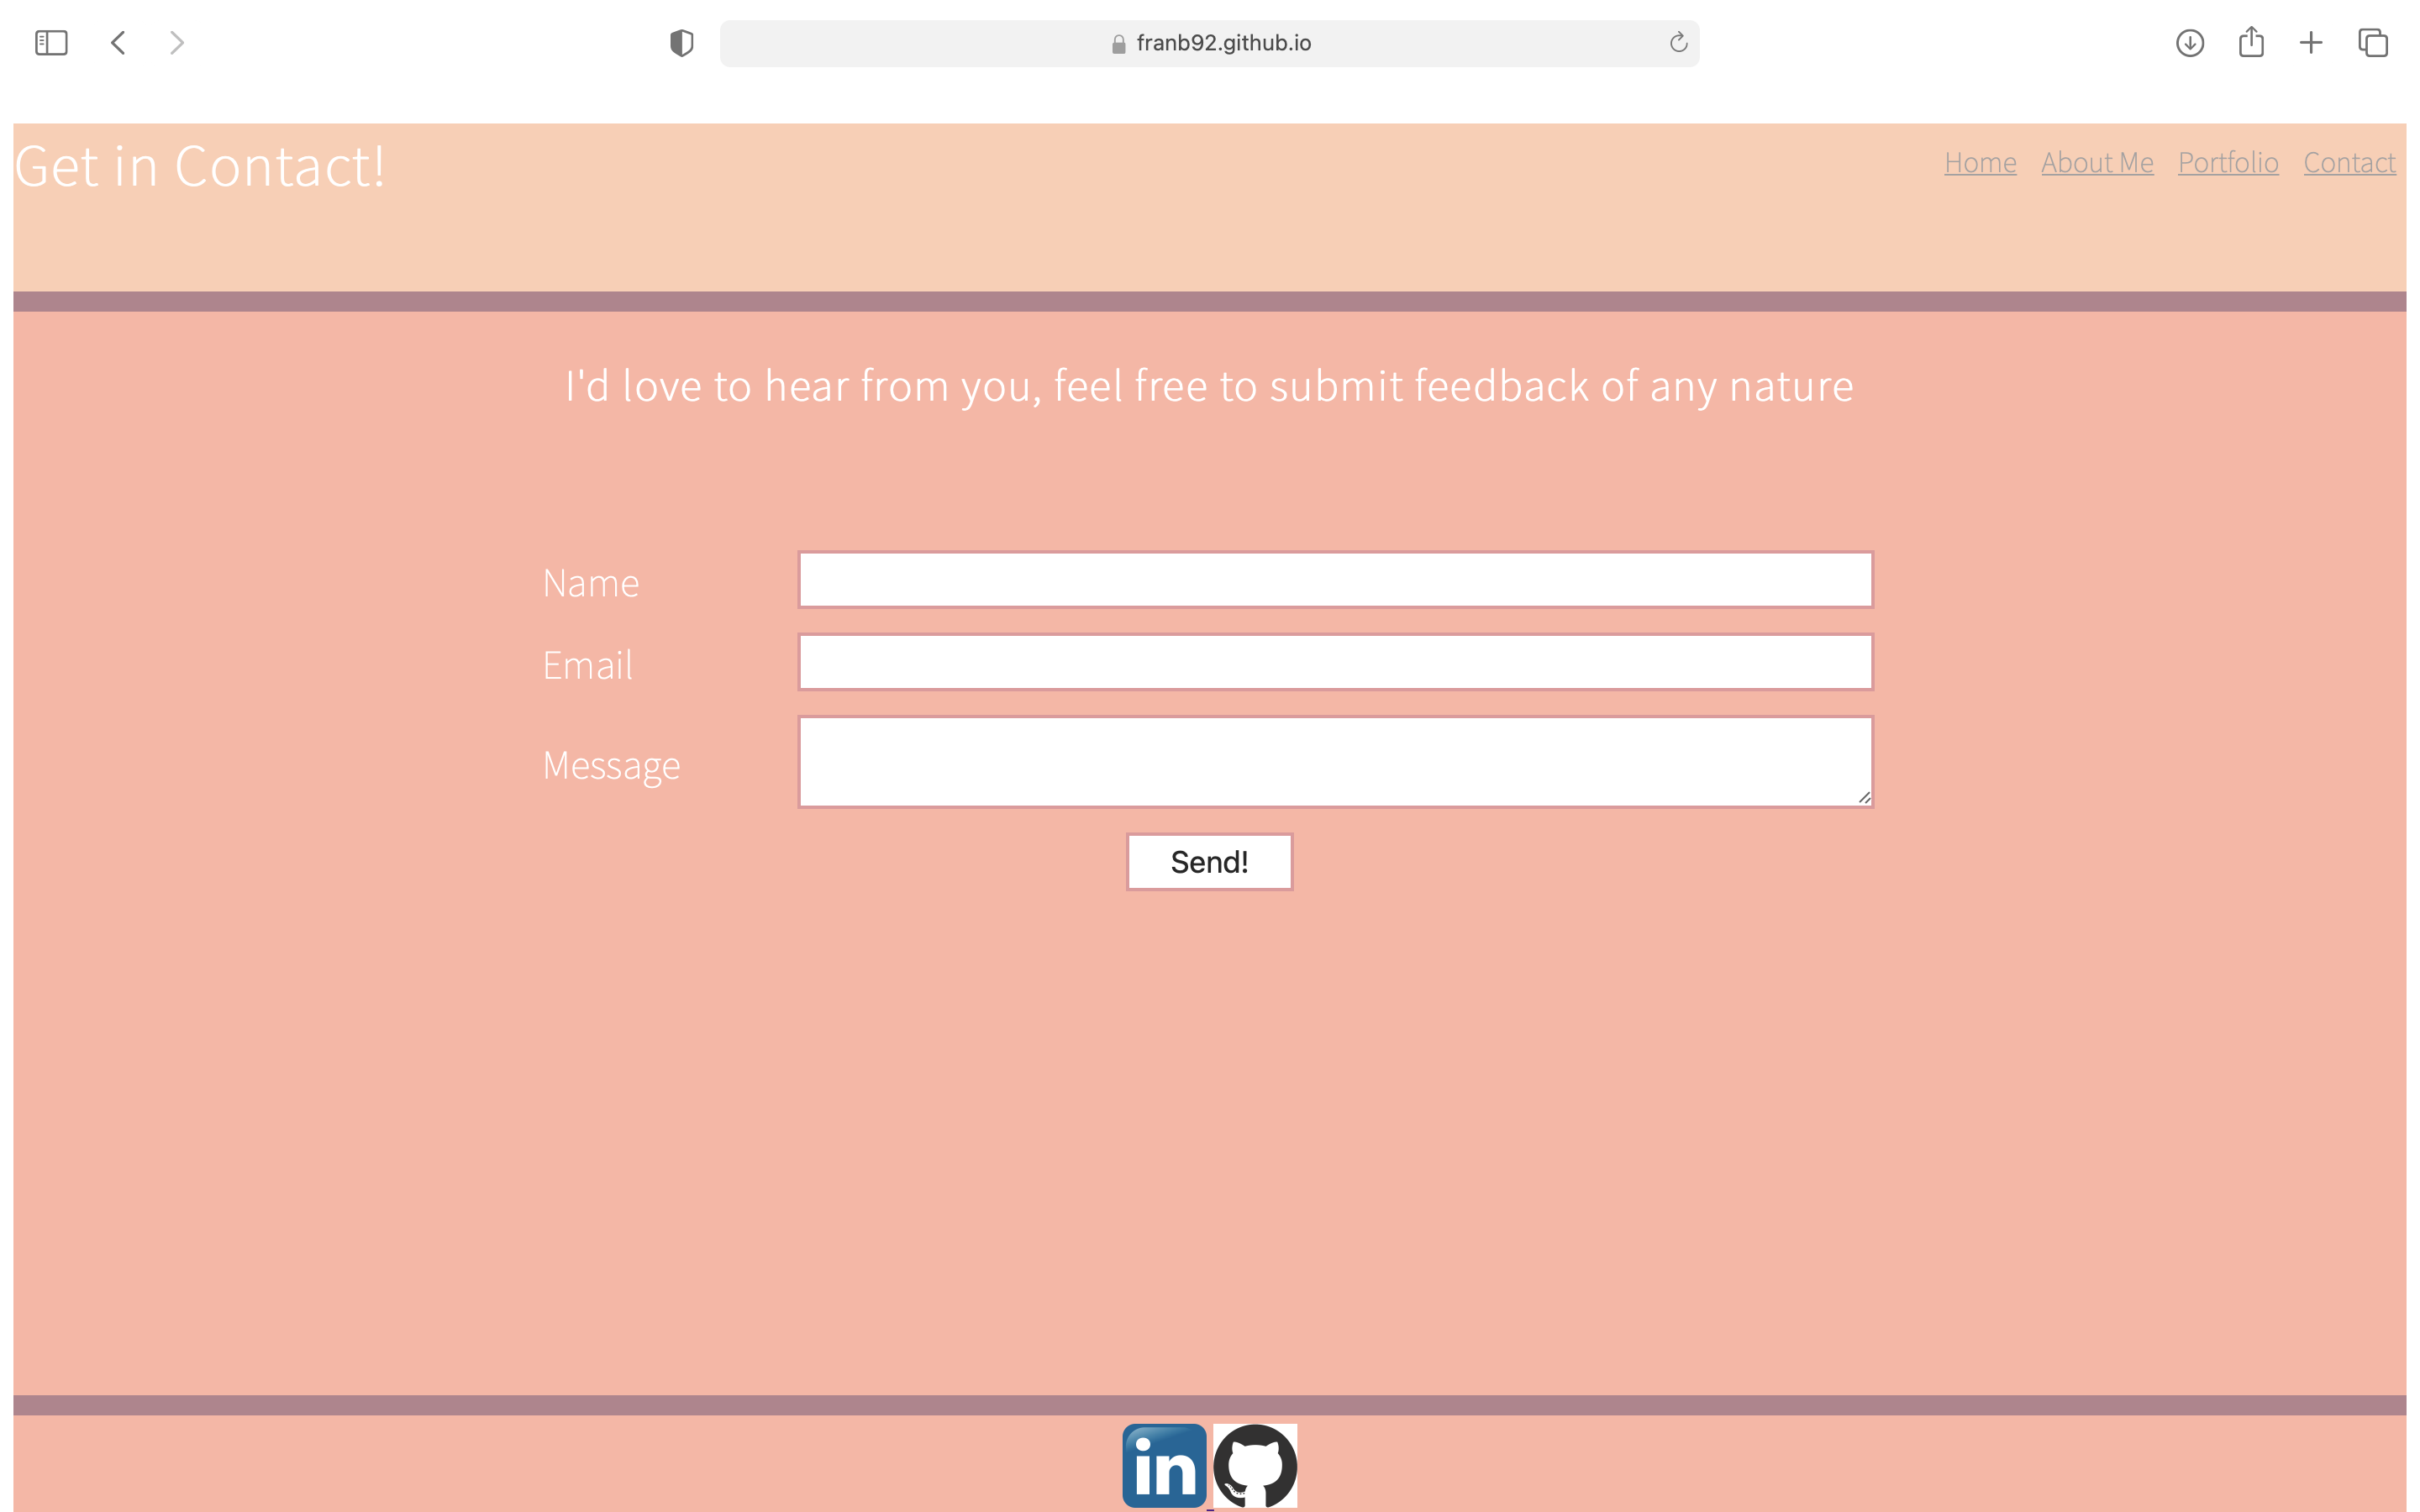 franb92.github.io
Get in Contact!
Home About Me Portfolio Contact
I'd love to hear from you, feel free to submit feedback of any nature
Name
Email
Message
Send!
in